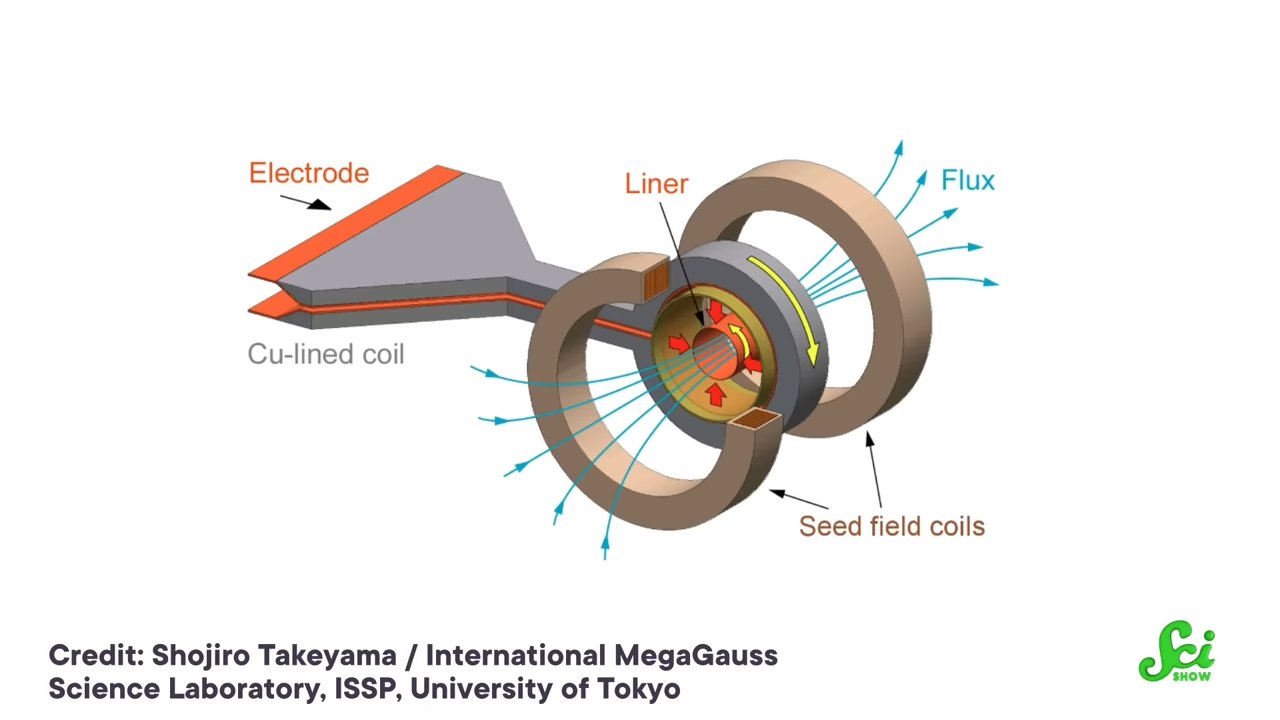 Electrode
Liner
Flux
Cu-lined coil
Seed field coils
Credit: Shojiro Takeyama / International MegaGauss
Science Laboratory, ISSP, University of Tokyo
Sci
SHOW